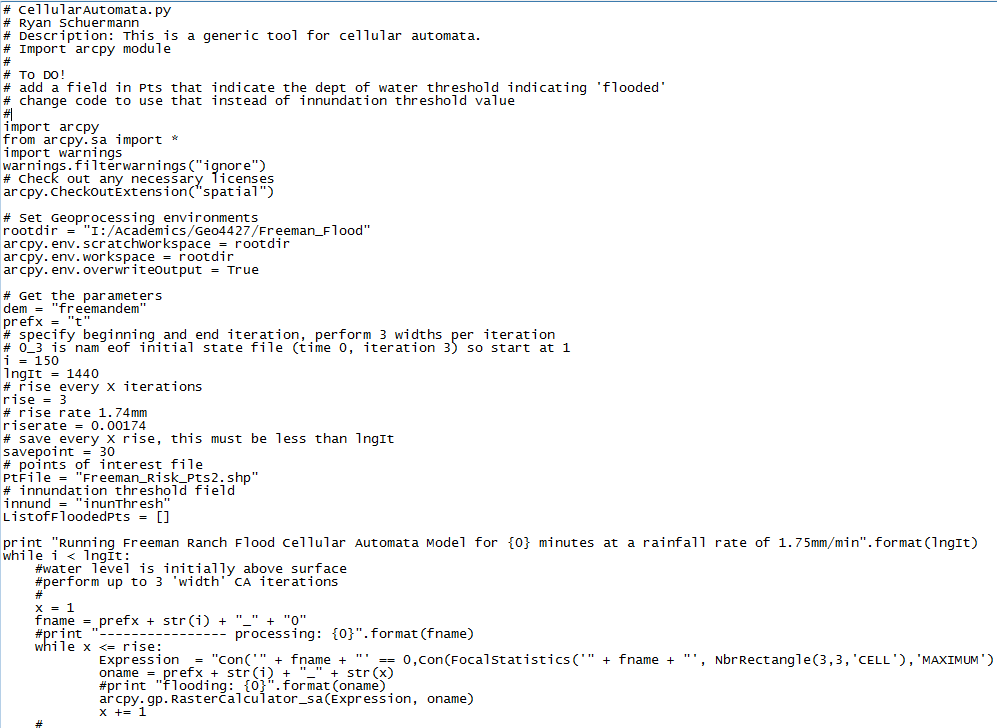 # CellularAutomata.py
# Ryan Schuermann
# Description: This is a generic tool for cellular automata.
# Import arcpy module
#
# To DO!
# add a field in Pts that indicate the dept of water threshold indicating 'flooded'
# change code to use that instead of innundation threshold value
#
import arcpy
from arcpy.sa import *
import warnings
warnings.filterwarnings("ignore")
# Check out any necessary licenses
arcpy.CheckOutExtension("spatial")

# Set Geoprocessing environments
rootdir = "I:/Academics/Geo4427/Freeman_Flood"
arcpy.env.scratchWorkspace = rootdir
arcpy.env.workspace = rootdir
arcpy.env.overwriteOutput = True

# Get the parameters
dem = "freemandem"
prefx = "t"
# specify beginning and end iteration, perform 3 widths per iteration
# 0_3 is nam eof initial state file (time 0, iteration 3) so start at 1
i = 150
lngIt = 1440
# rise every X iterations
rise = 3
# rise rate 1.74mm
riserate = 0.00174
# save every X rise, this must be less than lngIt
savepoint = 30
# points of interest file
PtFile = "Freeman_Risk_Pts2.shp"
# innundation threshold field
innund = "inunThresh"
ListofFloodedPts = []

print "Running Freeman Ranch Flood Cellular Automata Model for {0} minutes at a rainfall rate of 1.75mm/min".format(lngIt)
while i < lngIt:
    #water level is initially above surface
    #perform up to 3 'width' CA iterations
    #
    x = 1
    fname = prefx + str(i) + "_" + "0"
    #print "---------------- processing: {0}".format(fname)
    while x <= rise:
            Expression  = "Con('" + fname + "' == 0,Con(FocalStatistics('" + fname + "', NbrRectangle(3,3,'CELL'),'MAXIMUM')
            oname = prefx + str(i) + "_" + str(x)
            #print "flooding: {0}".format(oname)
            arcpy.gp.RasterCalculator_sa(Expression, oname)
            x += 1
    #